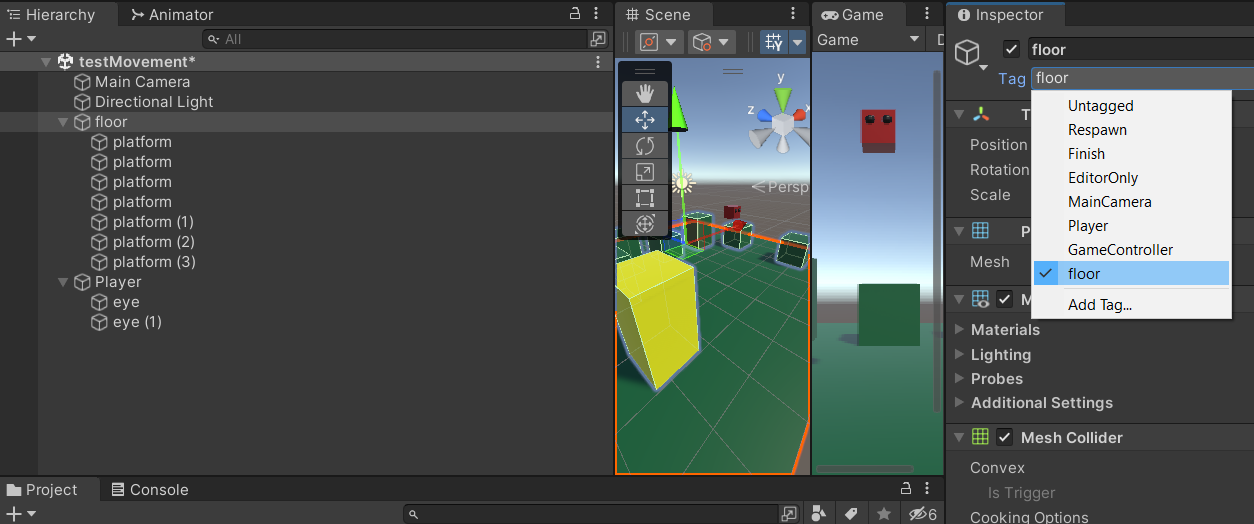 Hierarchy
Animator
All
testMovement*
Main Camera
Directional Light
floor
platform
platform
platform
platform
platform (1)
platform (2)
platform (3)
Player
eye
eye (1)
Project
Console
6
Scene
Y
y
z
x
Persp
Game
Game
Inspector
floor
Tag floor
Untagged
Respawn
Finish
EditorOnly
MainCamera
Player
GameController
floor
Add Tag...
T
Position
Rotation
Scale
P
Mesh
M
Materials
Lighting
Probes
Additional Settings
Mesh Collider
Convex
Is Trigger
Cooking Options